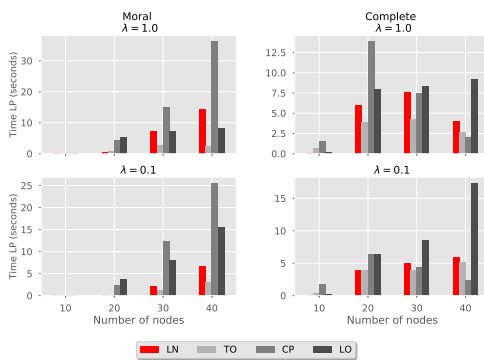 Moral
λ = 1.0
Complete
λ = 1.0
Time LP (seconds)
30
20
10
0
12.5
10.0
7.5
5.0
2.5
0.0
λ = 0.1
λ = 0.1
Time LP (seconds)
25
20
15
10
5
0
15
10
5
0
10 20 30 40
10 20 30 40
Number of nodes
Number of nodes
LN TO CP LO